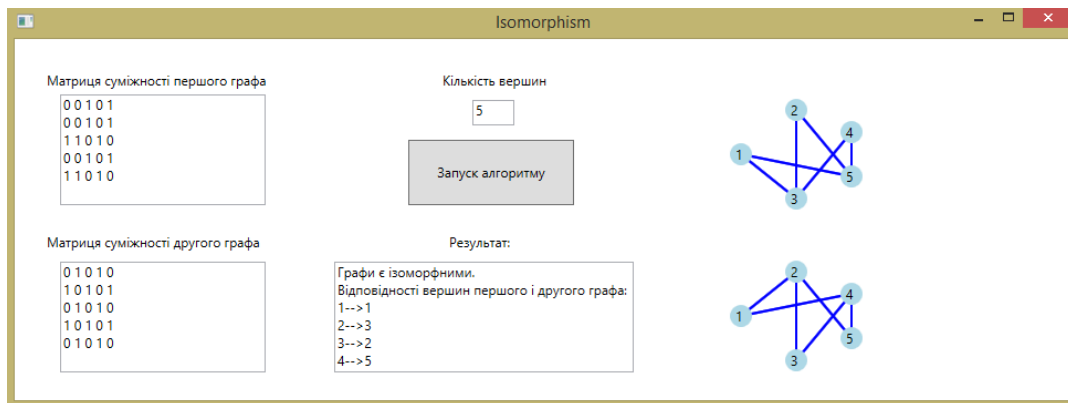 Isomorphism
Матриця суміжності першого графа
0 0 1 0 1
0 0 1 0 1
1 1 0 1 0
0 0 1 0 1
1 1 0 1 0
Кількість вершин
5
Запуск алгоритму
2
4
1
5
3
Матриця суміжності другого графа
0 1 0 1 0
1 0 1 0 1
0 1 0 1 0
1 0 1 0 1
0 1 0 1 0
Результат:
Графи є ізоморфними.
Відповідності вершин першого і другого графа:
1-->1
2-->3
3-->2
4-->5
2
4
1
5
3